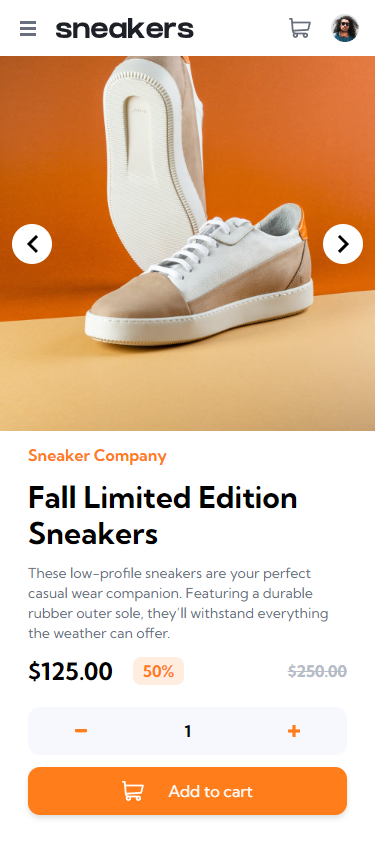 sneakers
Sneaker Company
Fall Limited Edition
Sneakers
These low-profile sneakers are your perfect
casual wear companion. Featuring a durable
rubber outer sole, they'll withstand everything
the weather can offer.
$125.00 50% $250.00
1
Add to cart